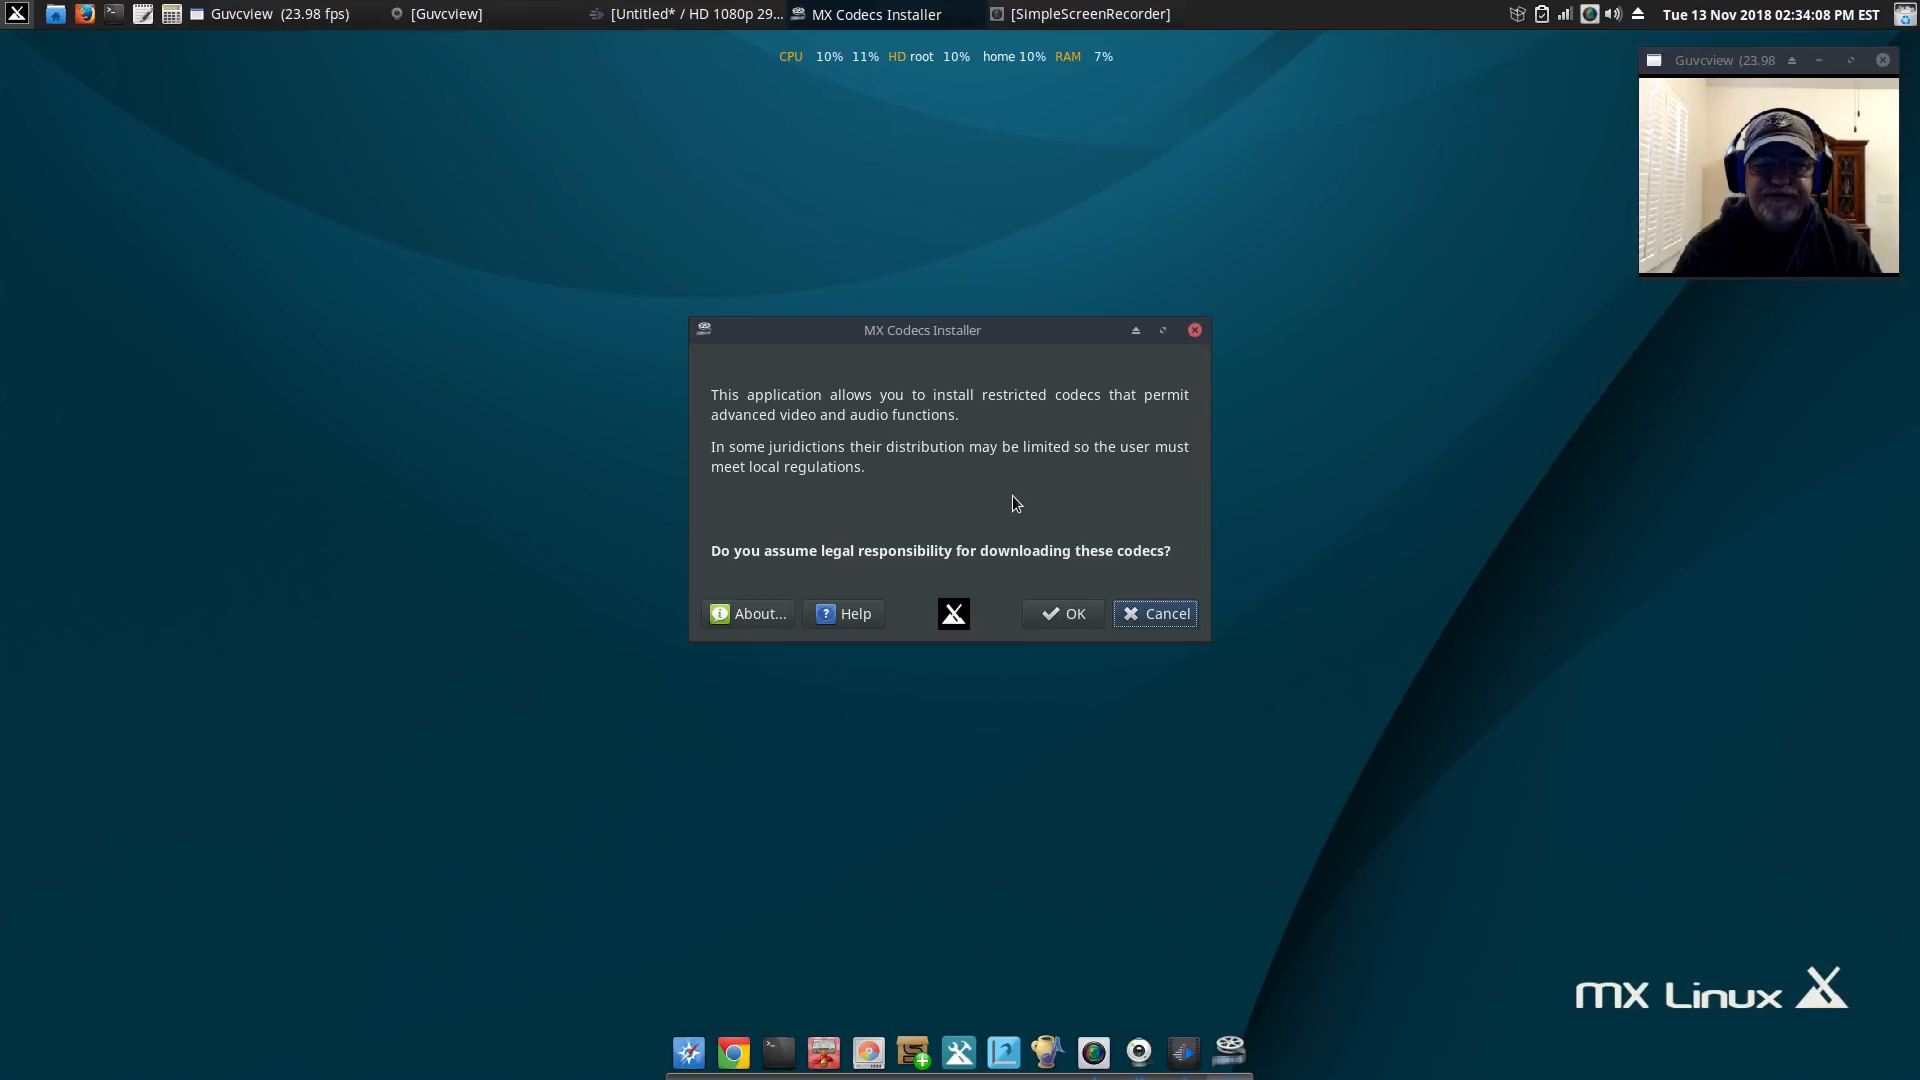 Guvcview (23.98 fps) [Guvcview] [Untitled* / HD 1080p 29... MX Codecs Installer [SimpleScreenRecorder] Tue 13 Nov 2018 02:34:08 PM EST
CPU 10% 11% HD root 10% home 10% RAM 7%
Guvcview (23.98
MX Codecs Installer
This application allows you to install restricted codecs that permit
advanced video and audio functions.
In some juridictions their distribution may be limited so the user must
meet local regulations.
Do you assume legal responsibility for downloading these codecs?
About... Help OK Cancel
MX Linux